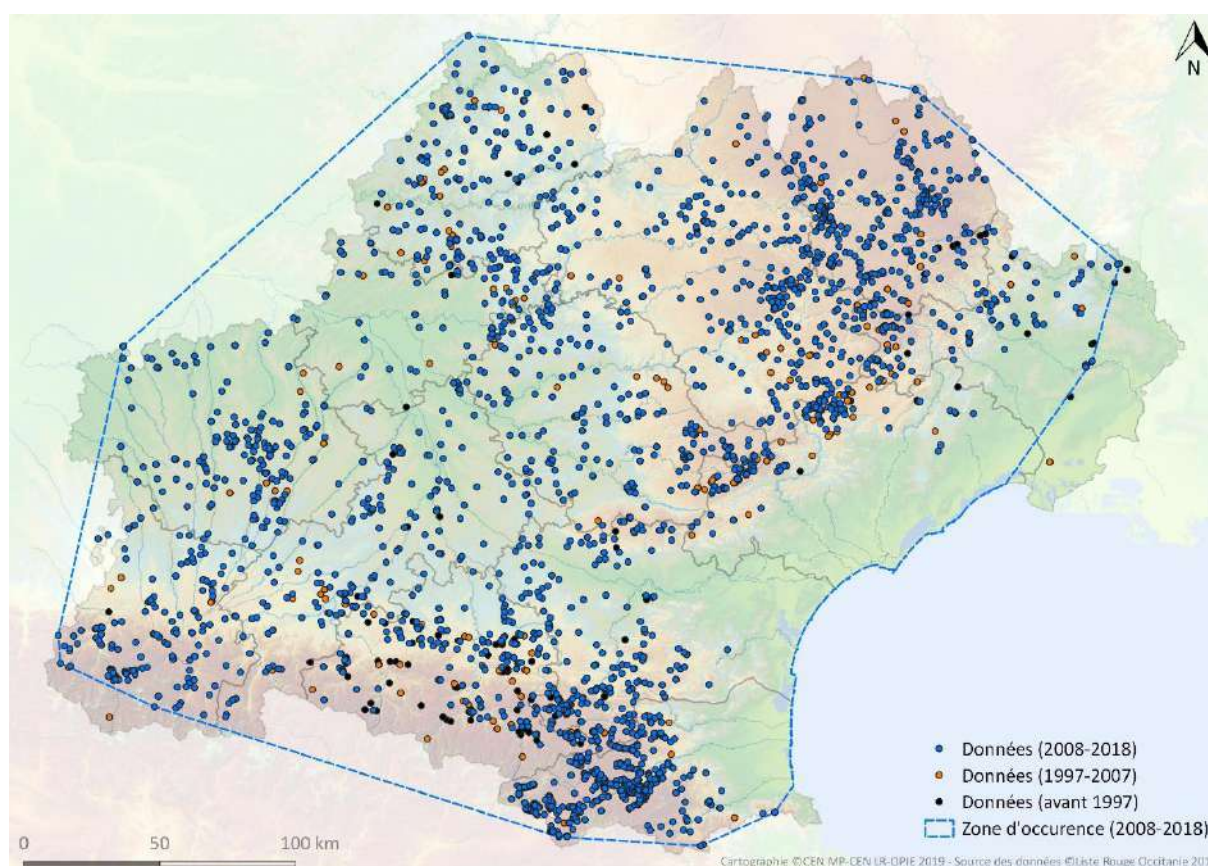 N
Données (2008-2018)
Données (1997-2007)
Données (avant 1997)
Zone d'occurence (2008-2018)
0 50 100 km
Cartographie ©CEN MP-CEN LR-OPIE 2019 - Source des données ©Liste Rouge Occitanie 201